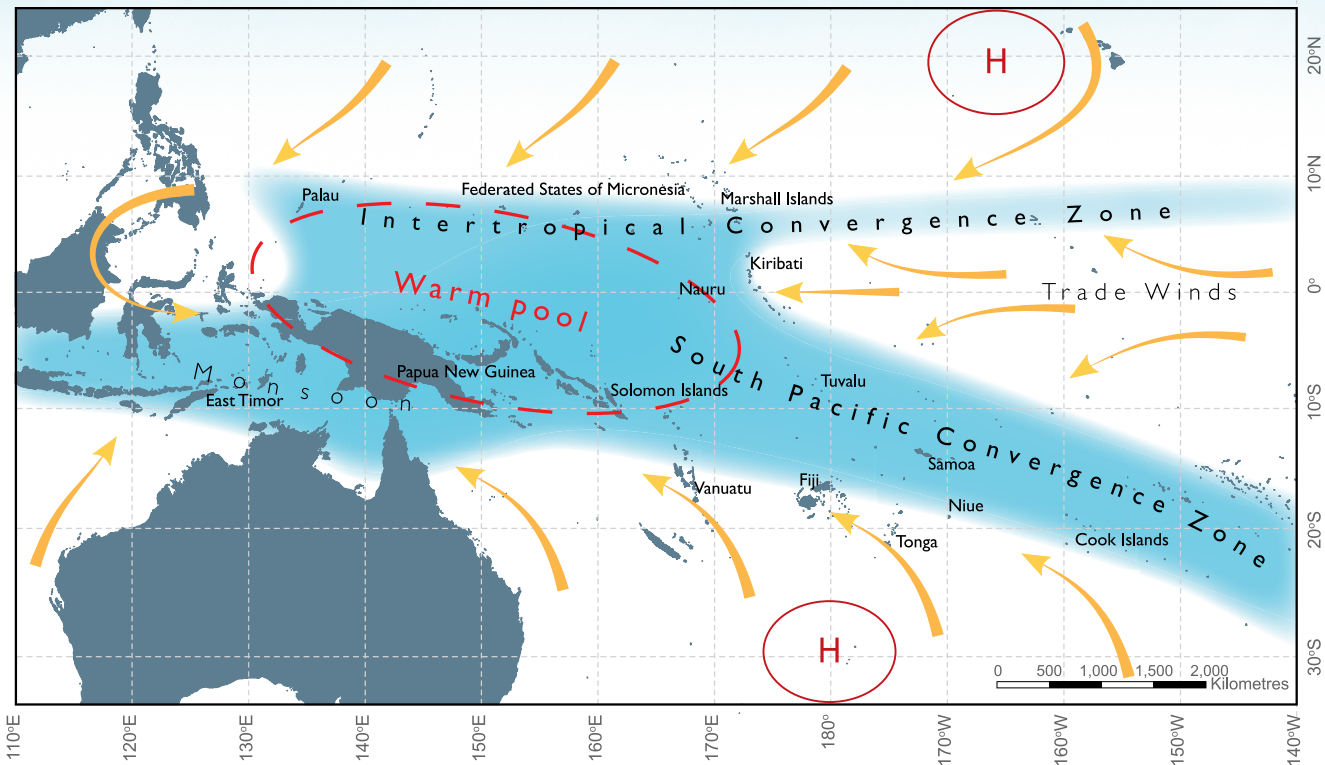 H
20°N
10°N
Palau
Federated States of Micronesia
Marshall Islands
Intertropical Convergence Zone
Kiribati
Warm pool
Nauru
0°
Trade Winds
South Pacific Convergence Zone
Monsoon
Papua New Guinea
East Timor
Solomon Islands
Tuvalu
10°S
Samoa
Vanuatu
Fiji
Niue
Tonga
Cook Islands
20°S
H
30°S
0 500 1,000 1,500 2,000
Kilometres
110°E 120°E 130°E 140°E 150°E 160°E 170°E 180° 170°W 160°W 150°W 140°W